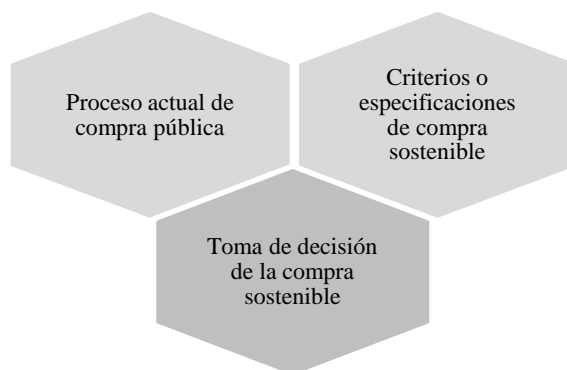 Proceso actual de
compra pública
Criterios o
especificaciones
de compra
sostenible
Toma de decisión
de la compra
sostenible